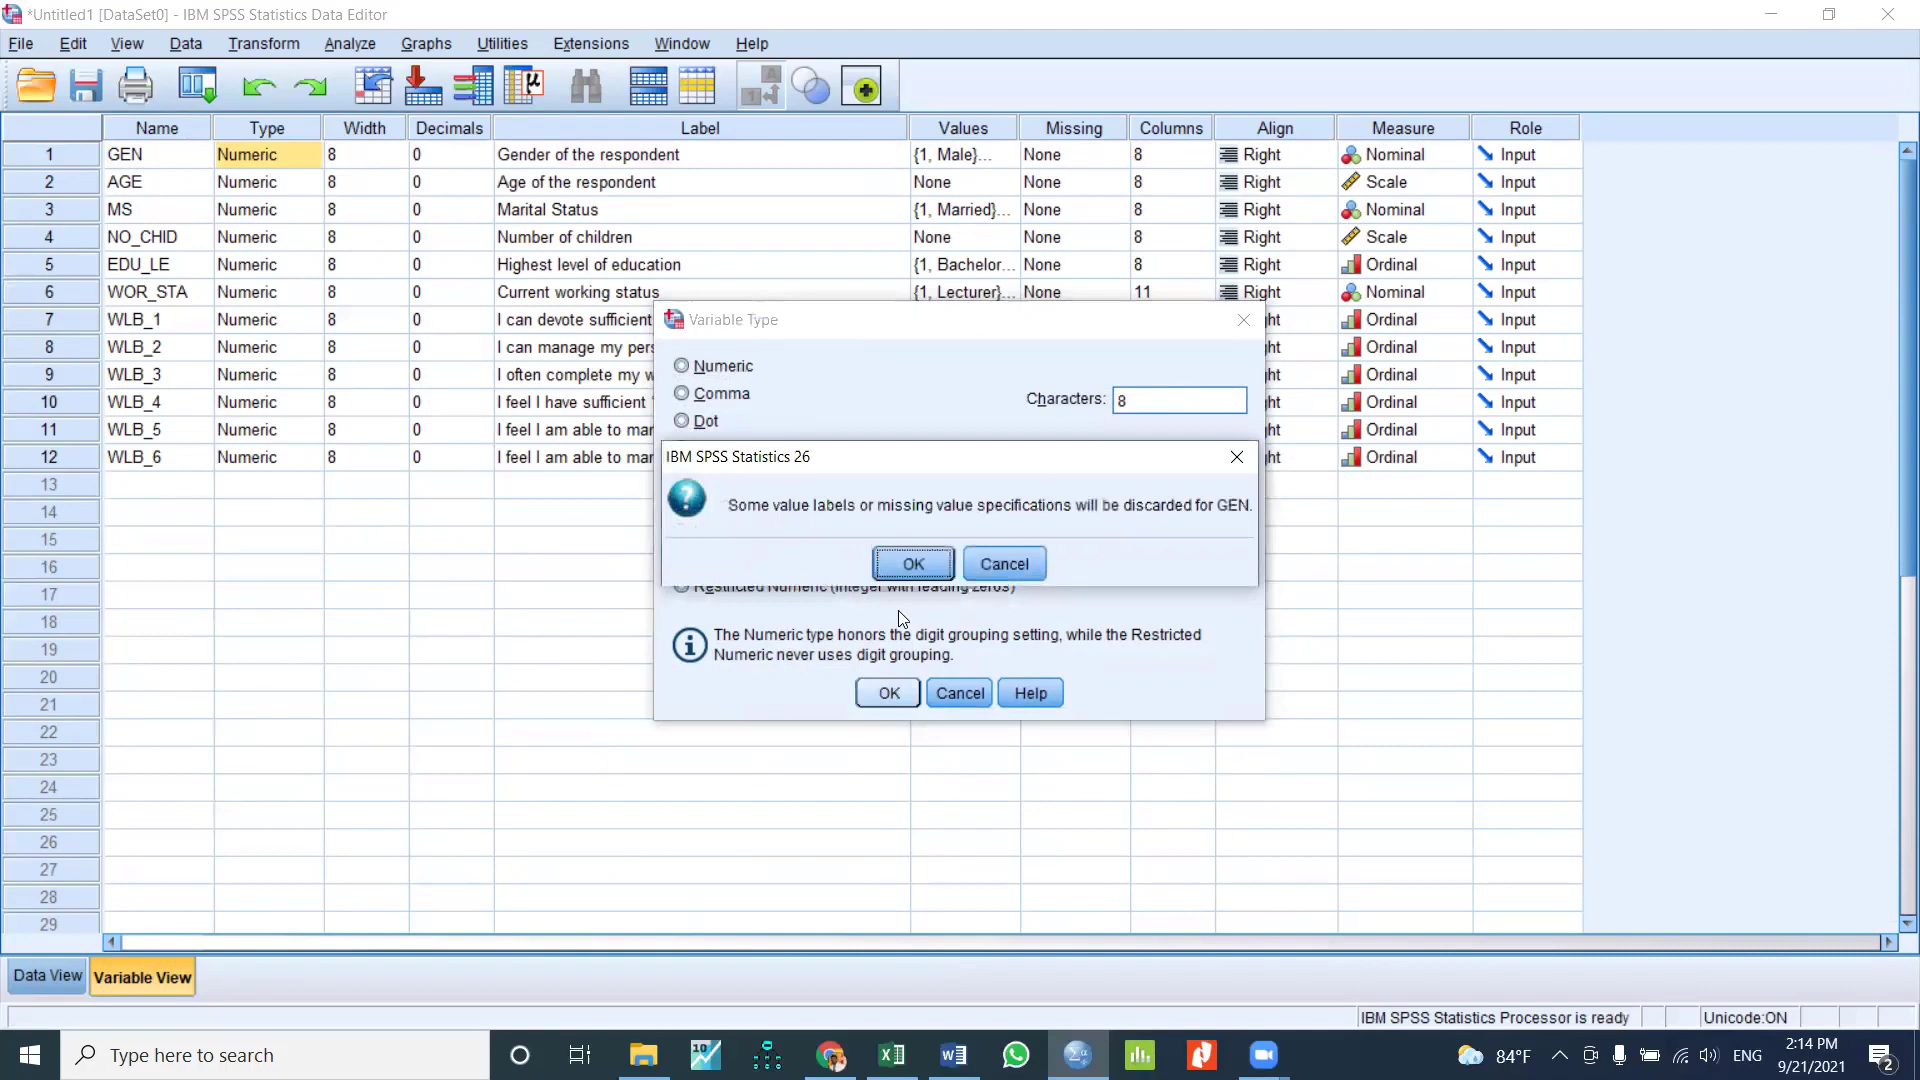 *Untitled1 [DataSet0] - IBM SPSS Statistics Data Editor
File Edit View Data Transform Analyze Graphs Utilities Extensions Window Help
Name Type Width Decimals Label Values Missing Columns Align Measure Role
1 GEN Numeric 8 0 Gender of the respondent {1, Male}... None 8 Right Nominal Input
2 AGE Numeric 8 0 Age of the respondent None None 8 Right Scale Input
3 MS Numeric 8 0 Marital Status {1, Married}... None 8 Right Nominal Input
4 NO_CHID Numeric 8 0 Number of children None None 8 Right Scale Input
5 EDU_LE Numeric 8 0 Highest level of education {1, Bachelor... None 8 Right Ordinal Input
6 WOR_STA Numeric 8 0 Current working status {1, Lecturer}... None 11 Right Nominal Input
7 WLB_1 Numeric 8 0 I can devote sufficient Ordinal Input
8 WLB_2 Numeric 8 0 I can manage my pers Ordinal Input
9 WLB_3 Numeric 8 0 I often complete my w Ordinal Input
10 WLB_4 Numeric 8 0 I feel I have sufficient Ordinal Input
11 WLB_5 Numeric 8 0 I feel I am able to mar Ordinal Input
12 WLB_6 Numeric 8 0 I feel I am able to mar Ordinal Input
13
14
15
16
17
18
19
20
21
22
23
24
25
26
27
28
29
Variable Type
Numeric
Comma
Dot
Characters: 8
IBM SPSS Statistics 26
Some value labels or missing value specifications will be discarded for GEN.
OK Cancel
Restricted Numeric (integer with leading zeros)
The Numeric type honors the digit grouping setting, while the Restricted
Numeric never uses digit grouping.
OK Cancel Help
Data View Variable View
IBM SPSS Statistics Processor is ready Unicode:ON
Type here to search
84°F ENG 2:14 PM
9/21/2021
2